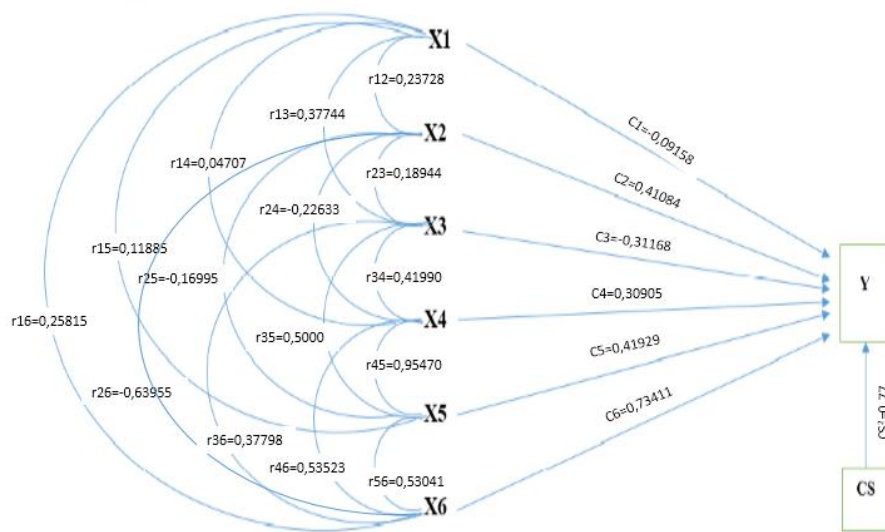 X1
r12=0,23728
r13=0,37744
C1=-0,09158
X2
r14=0,04707
r23=0,18944
C2=0,41084
r24=-0,22633
X3
C3=-0,31168
r15=0,11885
r25=-0,16995
r34=0,41990
C4=0,30905
Y
r16=0,25815
X4
r35=0,5000
C5=0,41929
r45=0,95470
r26=-0,63955
C6=0,73411
X5
r36=0,37798
r46=0,53523
r56=0,53041
CS
X6